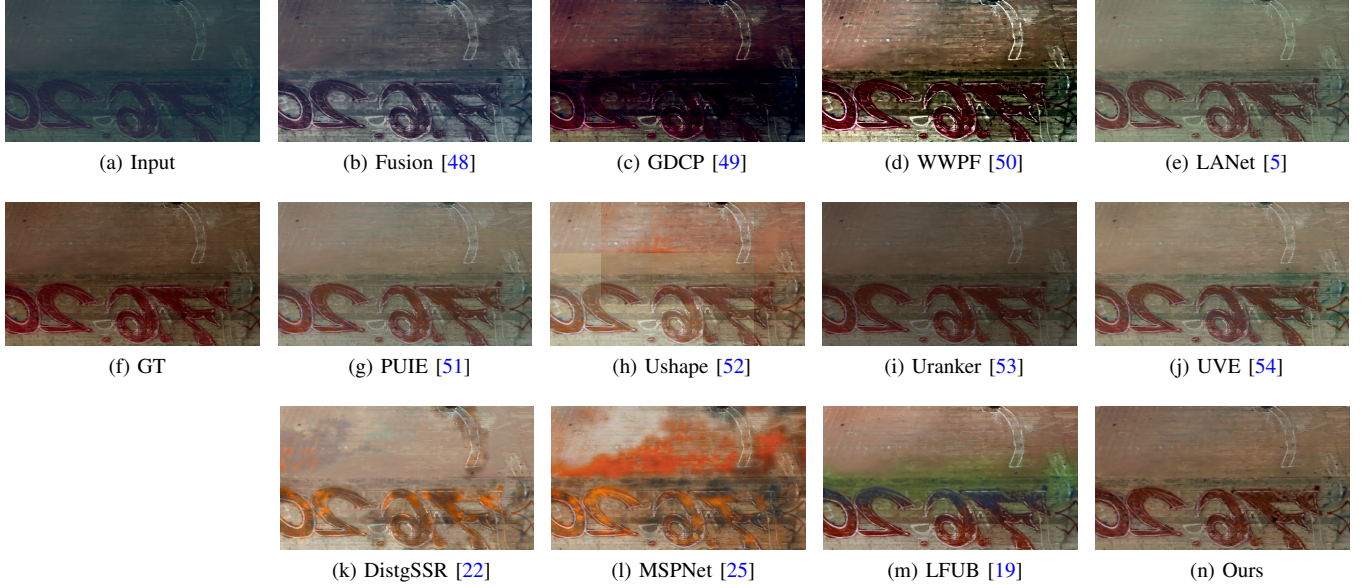 (a) Input
(b) Fusion [48]
(c) GDCP [49]
(d) WWPF [50]
(e) LANet [5]
(f) GT
(g) PUIE [51]
(h) Ushape [52]
(i) Uranker [53]
(j) UVE [54]
(k) DistgSSR [22]
(l) MSPNet [25]
(m) LFUB [19]
(n) Ours